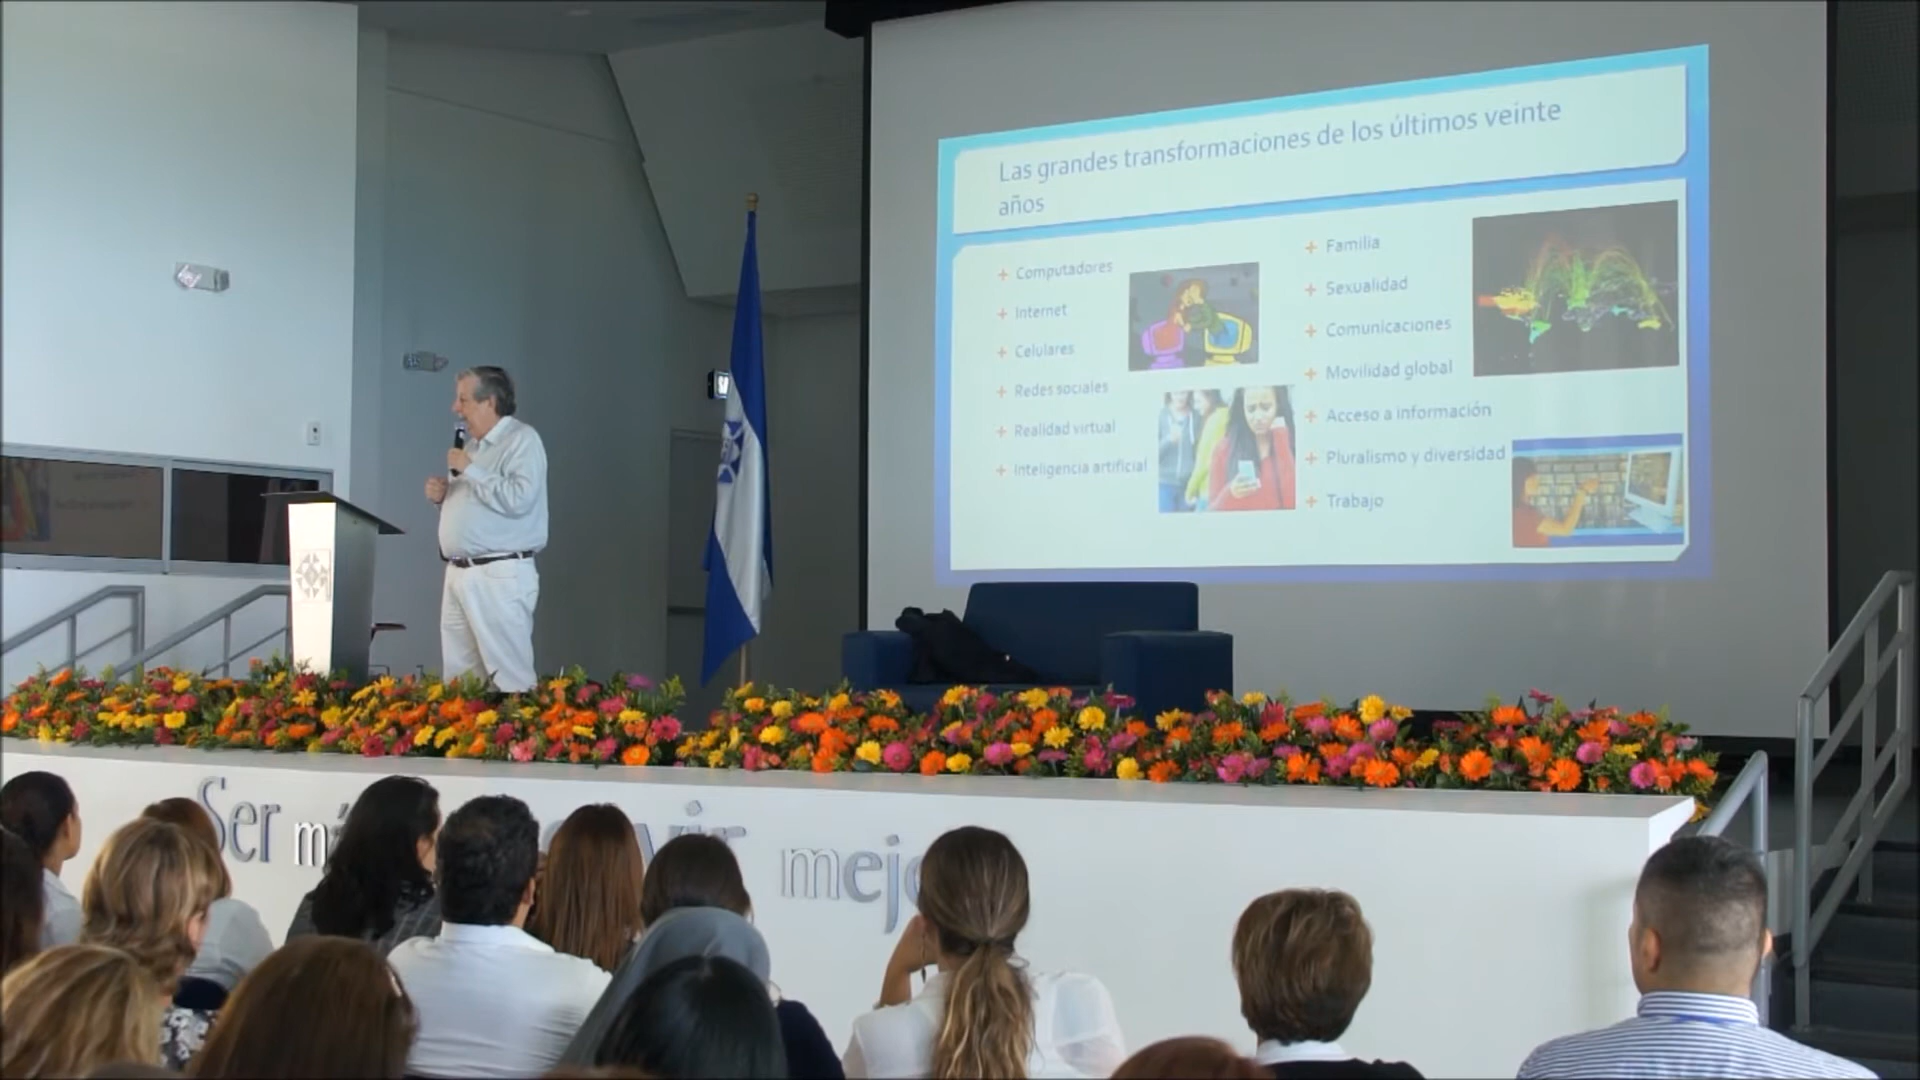 Las grandes transformaciones de los últimos veinte
años
+ Computadores
+ Internet
+ Celulares
+ Redes sociales
+ Realidad virtual
+ Inteligencia artificial
+ Familia
+ Sexualidad
+ Comunicaciones
+ Movilidad global
+ Acceso a información
+ Pluralismo y diversidad
+ Trabajo
Ser mejo